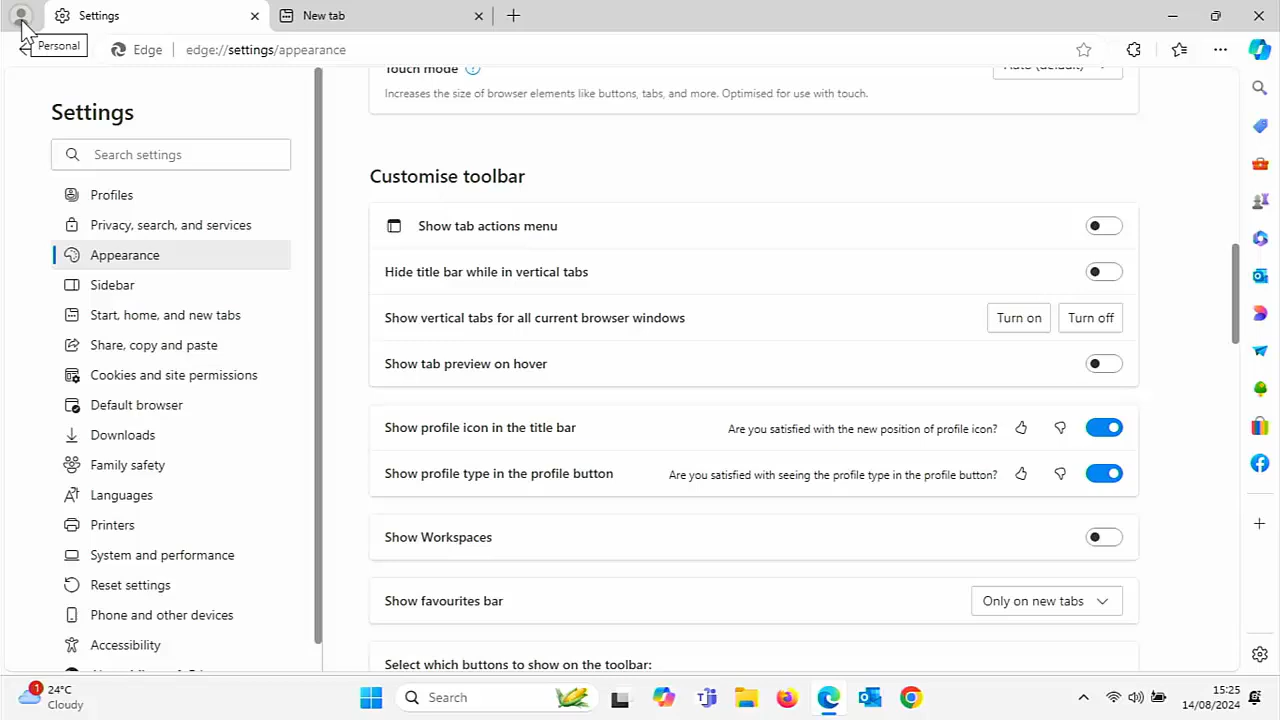 Settings
New tab
Personal
Edge
edge://settings/appearance
Touch mode
Auto (default)
Increases the size of browser elements like buttons, tabs, and more. Optimised for use with touch.
Settings
Search settings
Profiles
Privacy, search, and services
Appearance
Sidebar
Start, home, and new tabs
Share, copy and paste
Cookies and site permissions
Default browser
Downloads
Family safety
Languages
Printers
System and performance
Reset settings
Phone and other devices
Accessibility
Customise toolbar
Show tab actions menu
Hide title bar while in vertical tabs
Show vertical tabs for all current browser windows
Turn on
Turn off
Show tab preview on hover
Show profile icon in the title bar
Are you satisfied with the new position of profile icon?
Show profile type in the profile button
Are you satisfied with seeing the profile type in the profile button?
Show Workspaces
Show favourites bar
Only on new tabs
Select which buttons to show on the toolbar:
1
24°C
Cloudy
Search
15:25
14/08/2024